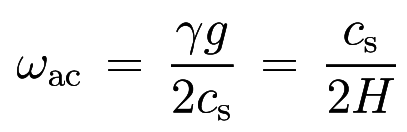 ω_ac = γg / 2c_s = c_s / 2H